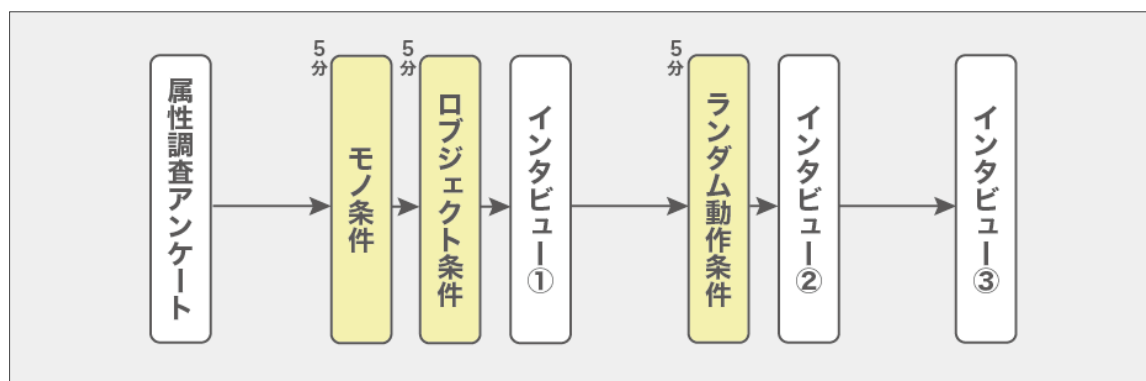 属性調査アンケート
5分
モノ条件
5分
ロブジェクト条件
インタビュー①
5分
ランダム動作条件
インタビュー②
インタビュー③